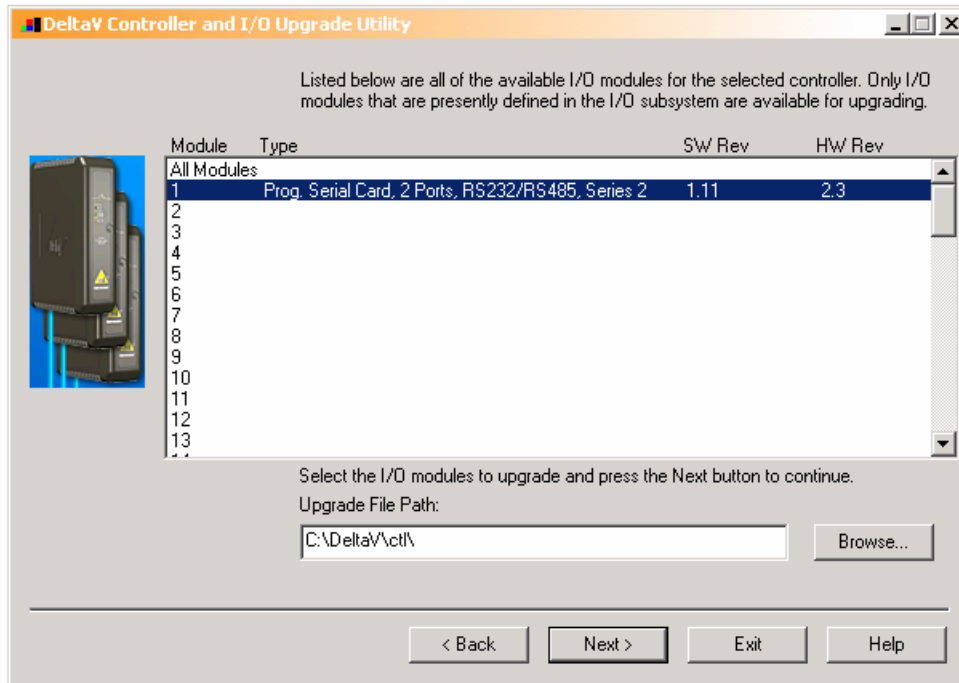 DeltaV Controller and I/O Upgrade Utility
Listed below are all of the available I/O modules for the selected controller. Only I/O
modules that are presently defined in the I/O subsystem are available for upgrading.
Module Type SW Rev HW Rev
All Modules
1 Prog. Serial Card, 2 Ports, RS232/RS485, Series 2 1.11 2.3
2
3
4
5
6
7
8
9
10
11
12
13
Select the I/O modules to upgrade and press the Next button to continue.
Upgrade File Path:
C:\DeltaV\ctl\
Browse...
< Back Next > Exit Help